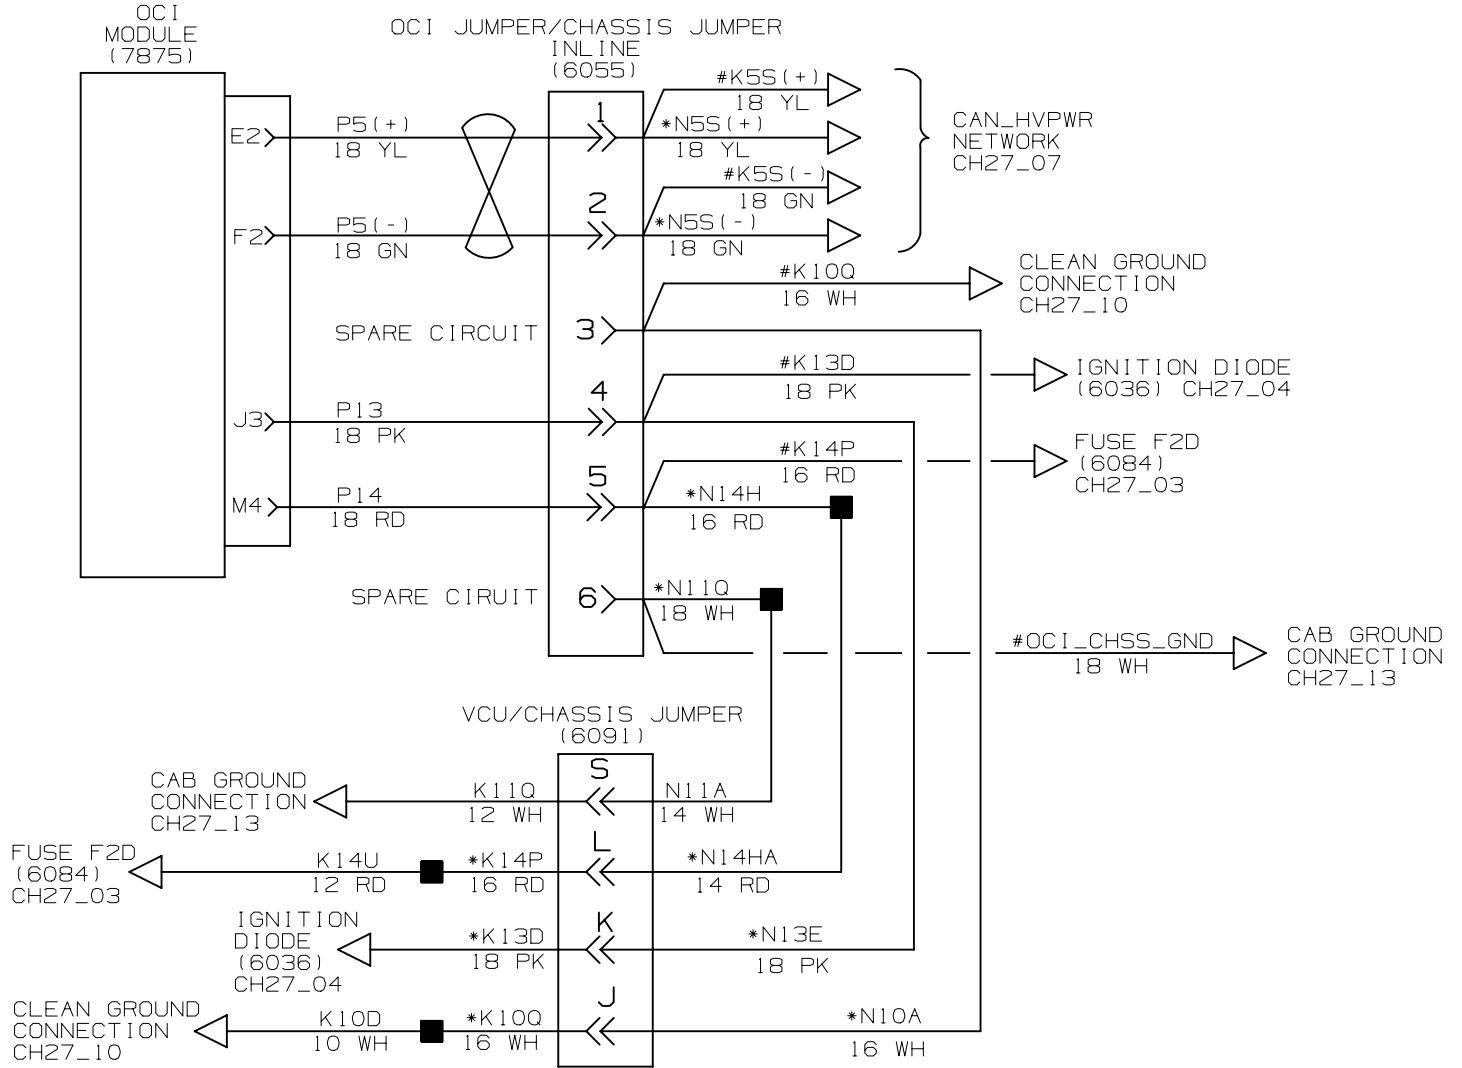 OCI
MODULE
(7875)
OCI JUMPER/CHASSIS JUMPER
INLINE
(6055)
E2
P5(+)
18 YL
1
#K5S(+)
18 YL
*N5S(+)
18 YL
CAN_HVPWR
NETWORK
CH27_07
F2
P5(-)
18 GN
2
#K5S(-)
18 GN
*N5S(-)
18 GN
SPARE CIRCUIT
3
#K10Q
16 WH
CLEAN GROUND
CONNECTION
CH27_10
J3
P13
18 PK
4
#K13D
18 PK
IGNITION DIODE
(6036) CH27_04
M4
P14
18 RD
5
#K14P
16 RD
*N14H
16 RD
FUSE F2D
(6084)
CH27_03
SPARE CIRUIT
6
*N11Q
18 WH
#OCI_CHSS_GND
18 WH
CAB GROUND
CONNECTION
CH27_13
VCU/CHASSIS JUMPER
(6091)
CAB GROUND
CONNECTION
CH27_13
K11Q
12 WH
S
N11A
14 WH
FUSE F2D
(6084)
CH27_03
K14U
12 RD
*K14P
16 RD
L
*N14HA
14 RD
IGNITION
DIODE
(6036)
CH27_04
*K13D
18 PK
K
*N13E
18 PK
CLEAN GROUND
CONNECTION
CH27_10
K10D
10 WH
*K10Q
16 WH
J
*N10A
16 WH